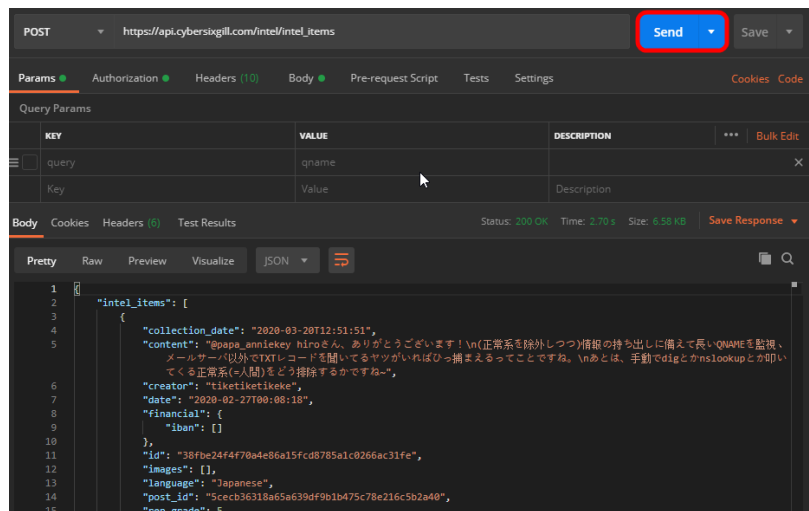 POST https://api.cybersixgill.com/intel/intel_items Send Save
Params Authorization Headers (10) Body Pre-request Script Tests Settings Cookies Code
Query Params
KEY VALUE DESCRIPTION ••• Bulk Edit
query qname
Key Value Description
Body Cookies Headers (6) Test Results Status: 200 OK Time: 2.70 s Size: 6.58 KB Save Response
Pretty Raw Preview Visualize JSON
1 {
2 "intel_items": [
3 {
4 "collection_date": "2020-03-20T12:51:51",
5 "content": "@papa_anniekey hiroさん、ありがとうございます！\n(正常系を除外しつつ)情報の持ち出しに備えて長いQNAMEを監視、
メールサーバ以外でTXTレコードを聞いてるヤツがいればひっ捕まえるってことですね。\nあとは、手動でdigとかnslookupとか叩い
てくる正常系(=人間)をどう排除するかですね~",
6 "creator": "tiketiketikeke",
7 "date": "2020-02-27T00:08:18",
8 "financial": {
9 "iban": []
10 },
11 "id": "38fbe24f4f70a4e86a15fcd8785a1c0266ac31fe",
12 "images": [],
13 "language": "Japanese",
14 "post_id": "5cecb36318a65a639df9b1b475c78e216c5b2a40",
15 "rep_grade": 5,